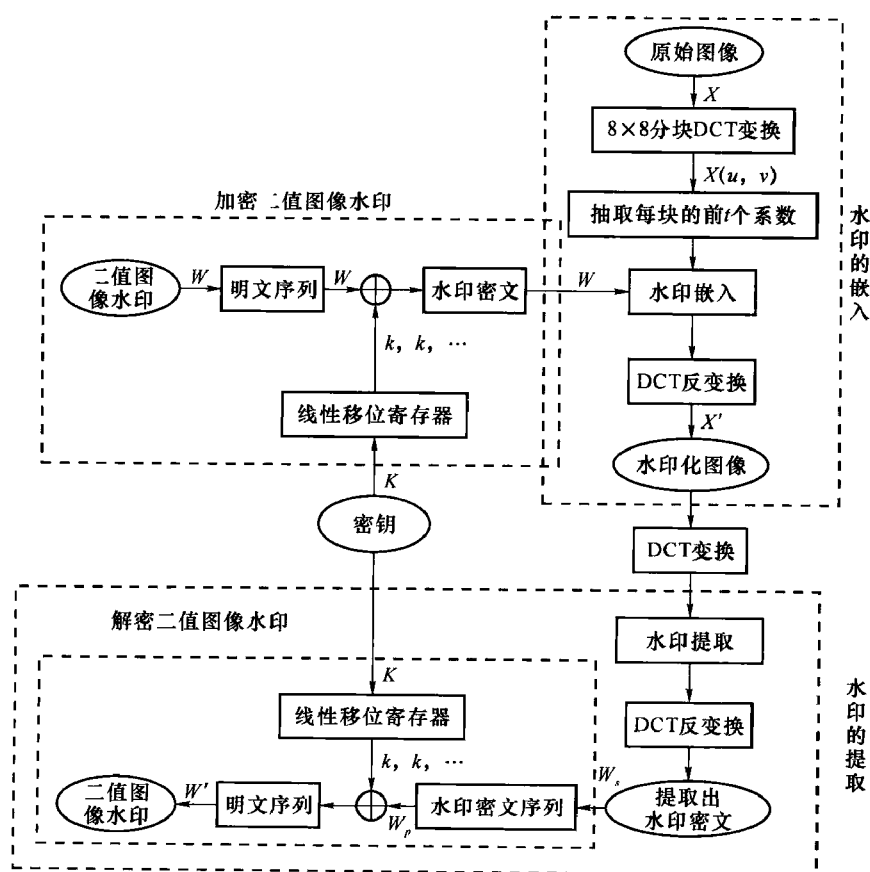 原始图像
X
8×8分块DCT变换
X(u, v)
加密二值图像水印
抽取每块的前t个系数
水印的嵌入
二值图
像水印
W
明文序列
W
水印密文
W
水印嵌入
k, k, …
DCT反变换
线性移位寄存器
X′
水印化图像
K
密钥
DCT变换
解密二值图像水印
水印提取
K
线性移位寄存器
DCT反变换
水印的提取
k, k, …
二值图
像水印
W′
明文序列
Wp
水印密文序列
Ws
提取出
水印密文